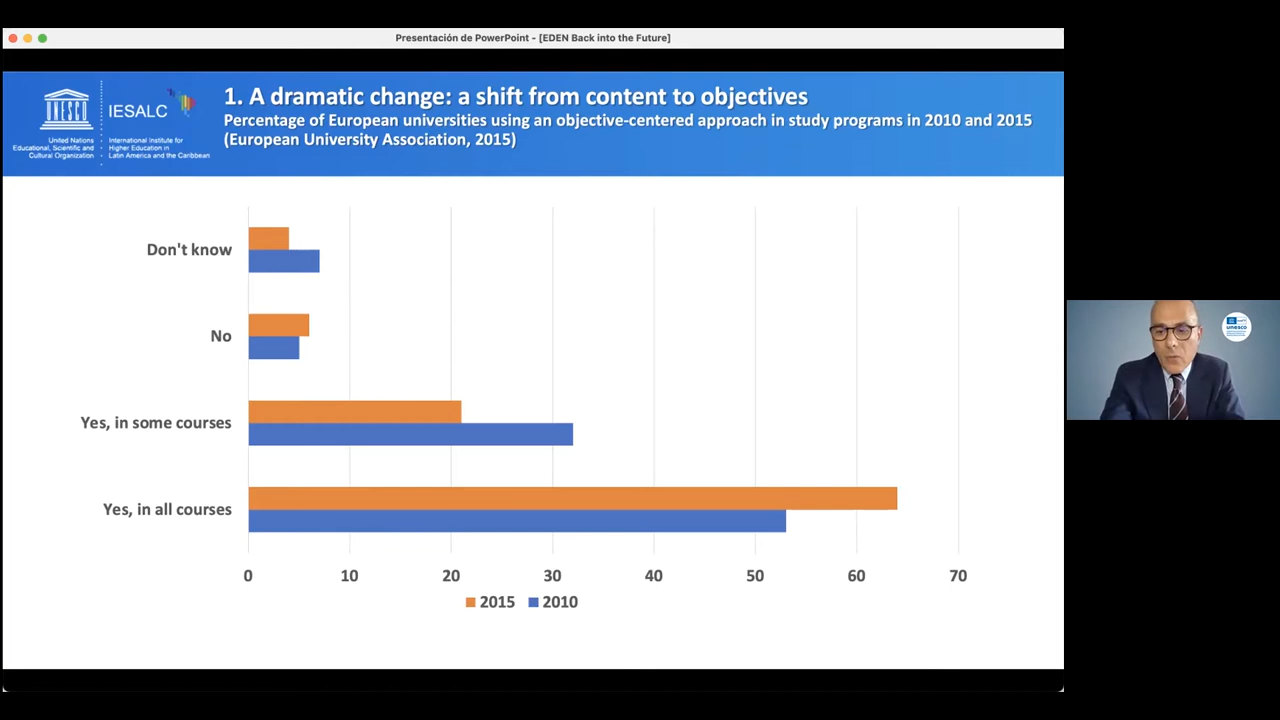 Presentación de PowerPoint - [EDEN Back into the Future]
UNESCO
IESALC
United Nations
Educational, Scientific and
Cultural Organization
International Institute for
Higher Education in
Latin America and the Caribbean
1. A dramatic change: a shift from content to objectives
Percentage of European universities using an objective-centered approach in study programs in 2010 and 2015
(European University Association, 2015)
Don't know
No
Yes, in some courses
Yes, in all courses
0 10 20 30 40 50 60 70
2015 2010
unesco